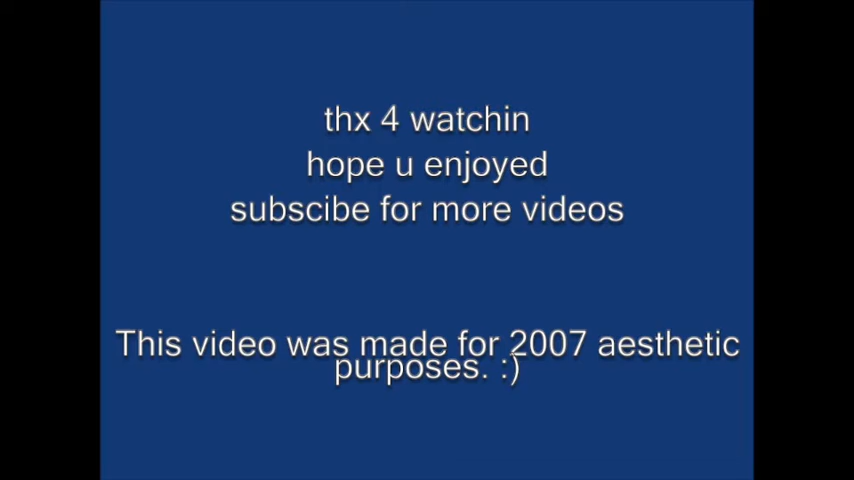 thx 4 watchin
hope u enjoyed
subscibe for more videos
This video was made for 2007 aesthetic
purposes. :)